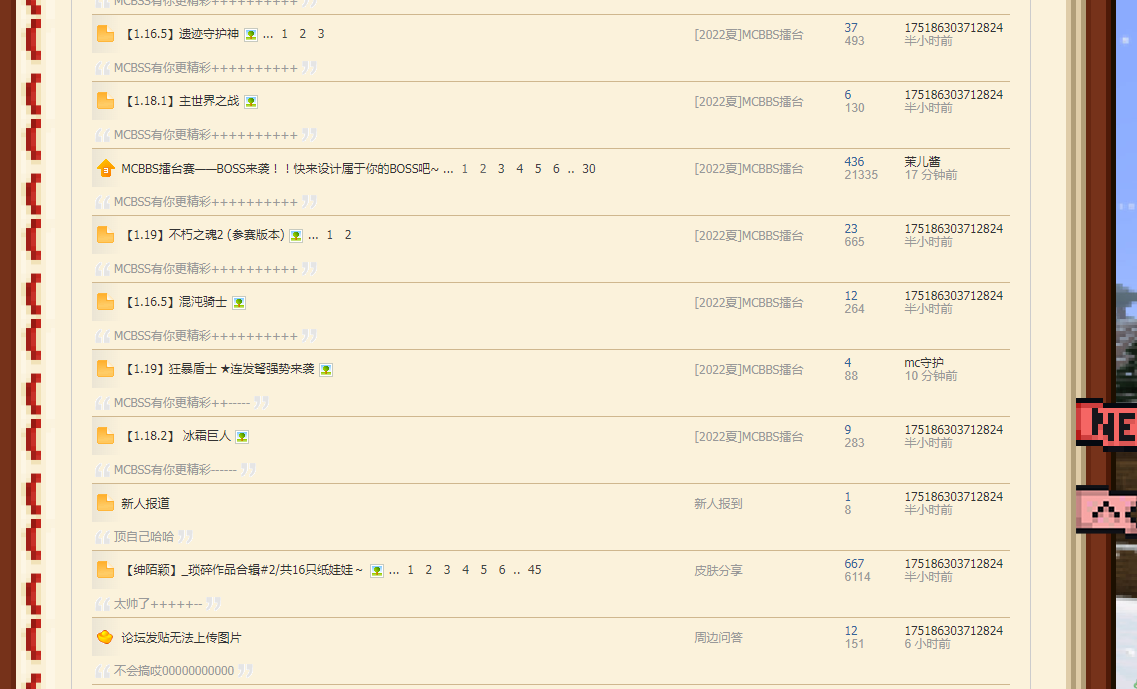 MCBSS有你更精彩++++++++++
【1.16.5】遗迹守护神 ... 1 2 3 [2022夏]MCBBS擂台 37 175186303712824
493 半小时前
MCBSS有你更精彩++++++++++
【1.18.1】主世界之战 [2022夏]MCBBS擂台 6 175186303712824
130 半小时前
MCBSS有你更精彩++++++++++
MCBBS擂台赛——BOSS来袭！！快来设计属于你的BOSS吧~ ... 1 2 3 4 5 6 .. 30 [2022夏]MCBBS擂台 436 茉儿酱
21335 17 分钟前
MCBSS有你更精彩++++++++++
【1.19】不朽之魂2 (参赛版本) ... 1 2 [2022夏]MCBBS擂台 23 175186303712824
665 半小时前
MCBSS有你更精彩++++++++++
【1.16.5】混沌骑士 [2022夏]MCBBS擂台 12 175186303712824
264 半小时前
MCBSS有你更精彩++++++++++
【1.19】狂暴盾士 ★连发弩强势来袭 [2022夏]MCBBS擂台 4 mc守护
88 10 分钟前
MCBSS有你更精彩++-----
【1.18.2】 冰霜巨人 [2022夏]MCBBS擂台 9 175186303712824
283 半小时前
MCBSS有你更精彩------
新人报道 新人报到 1 175186303712824
8 半小时前
顶自己哈哈
【绅陌颖】_琐碎作品合辑#2/共16只纸娃娃～ ... 1 2 3 4 5 6 .. 45 皮肤分享 667 175186303712824
6114 半小时前
太帅了+++++--
论坛发贴无法上传图片 周边问答 12 175186303712824
151 6 小时前
不会搞哎00000000000
NE